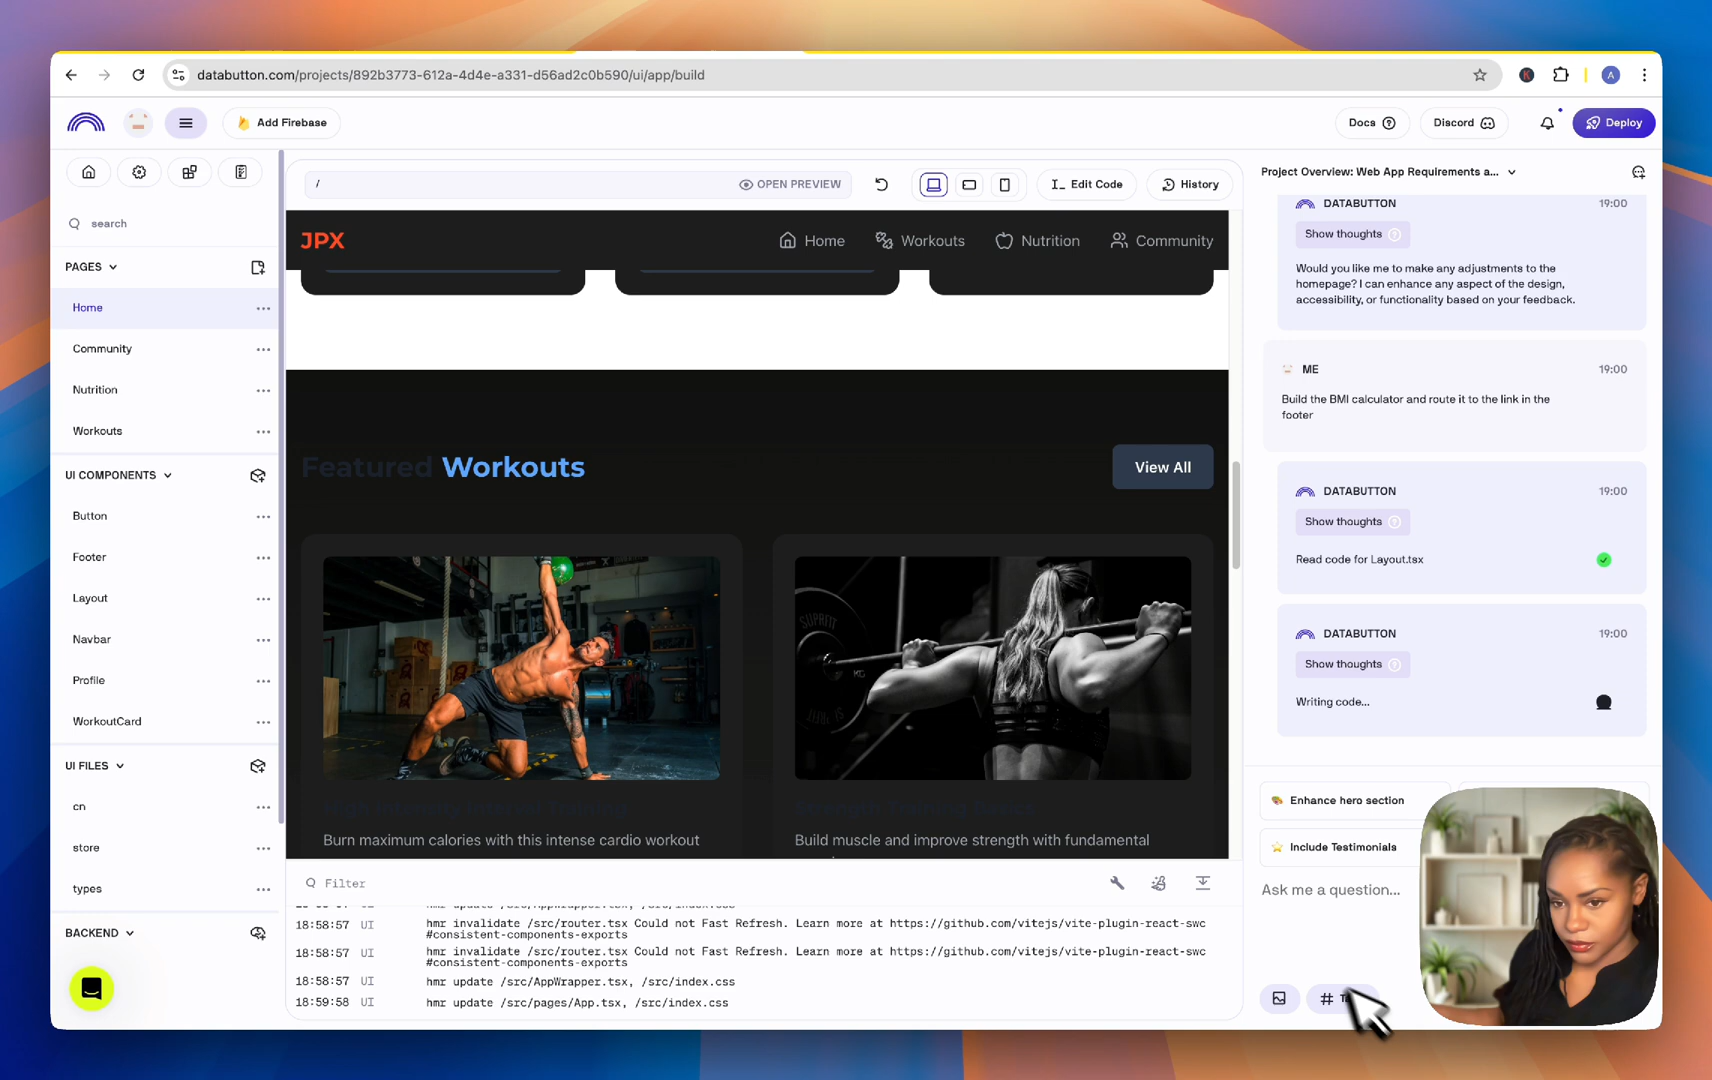 databutton.com/projects/892b3773-612a-4d4e-a331-d56ad2c0b590/ui/app/build
A
Add Firebase
Docs
Discord
Deploy
search
PAGES
Home
Community
Nutrition
Workouts
UI COMPONENTS
Button
Footer
Layout
Navbar
Profile
WorkoutCard
UI FILES
cn
store
types
BACKEND
/
OPEN PREVIEW
Edit Code
History
JPX
Home
Workouts
Nutrition
Community
Featured Workouts
View All
High Intensity Interval Training
Strength Training Basics
Burn maximum calories with this intense cardio workout
Build muscle and improve strength with fundamental
Filter
18:58:57 UI hmr invalidate /src/router.tsx Could not Fast Refresh. Learn more at https://github.com/vitejs/vite-plugin-react-swc
#consistent-components-exports
18:58:57 UI hmr invalidate /src/router.tsx Could not Fast Refresh. Learn more at https://github.com/vitejs/vite-plugin-react-swc
#consistent-components-exports
18:58:57 UI hmr update /src/AppWrapper.tsx, /src/index.css
18:59:58 UI hmr update /src/pages/App.tsx, /src/index.css
Project Overview: Web App Requirements a...
DATABUTTON 19:00
Show thoughts
Would you like me to make any adjustments to the
homepage? I can enhance any aspect of the design,
accessibility, or functionality based on your feedback.
ME 19:00
Build the BMI calculator and route it to the link in the
footer
DATABUTTON 19:00
Show thoughts
Read code for Layout.tsx
DATABUTTON 19:00
Show thoughts
Writing code...
Enhance hero section
Include Testimonials
Ask me a question...
#